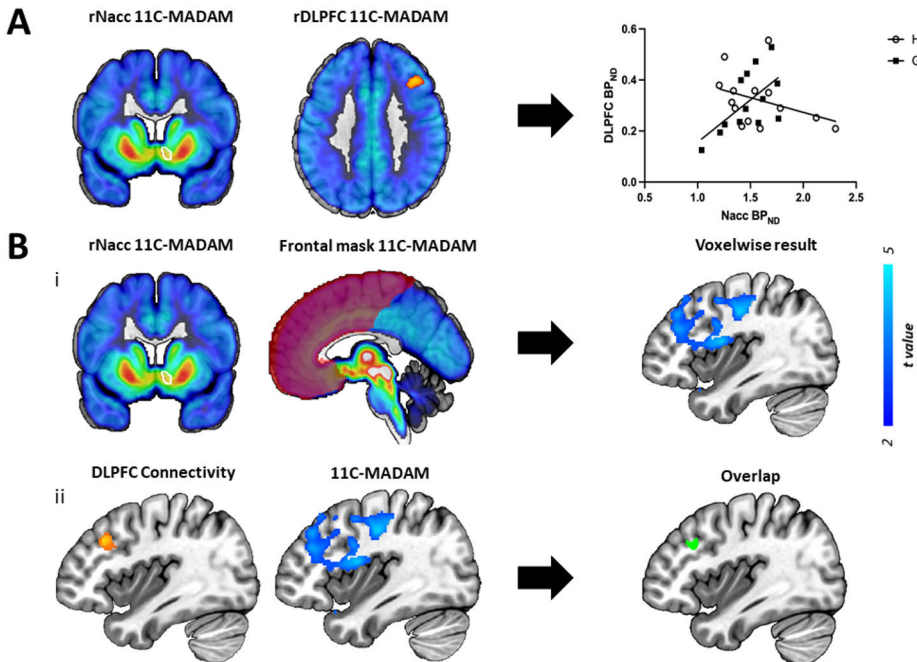 A
rNacc 11C-MADAM
rDLPFC 11C-MADAM
DLPFC BPND
0.6
0.4
0.2
0.0
0.5 1.0 1.5 2.0 2.5
Nacc BPND
H
B
rNacc 11C-MADAM
Frontal mask 11C-MADAM
Voxelwise result
i
5
t value
2
DLPFC Connectivity
11C-MADAM
Overlap
ii